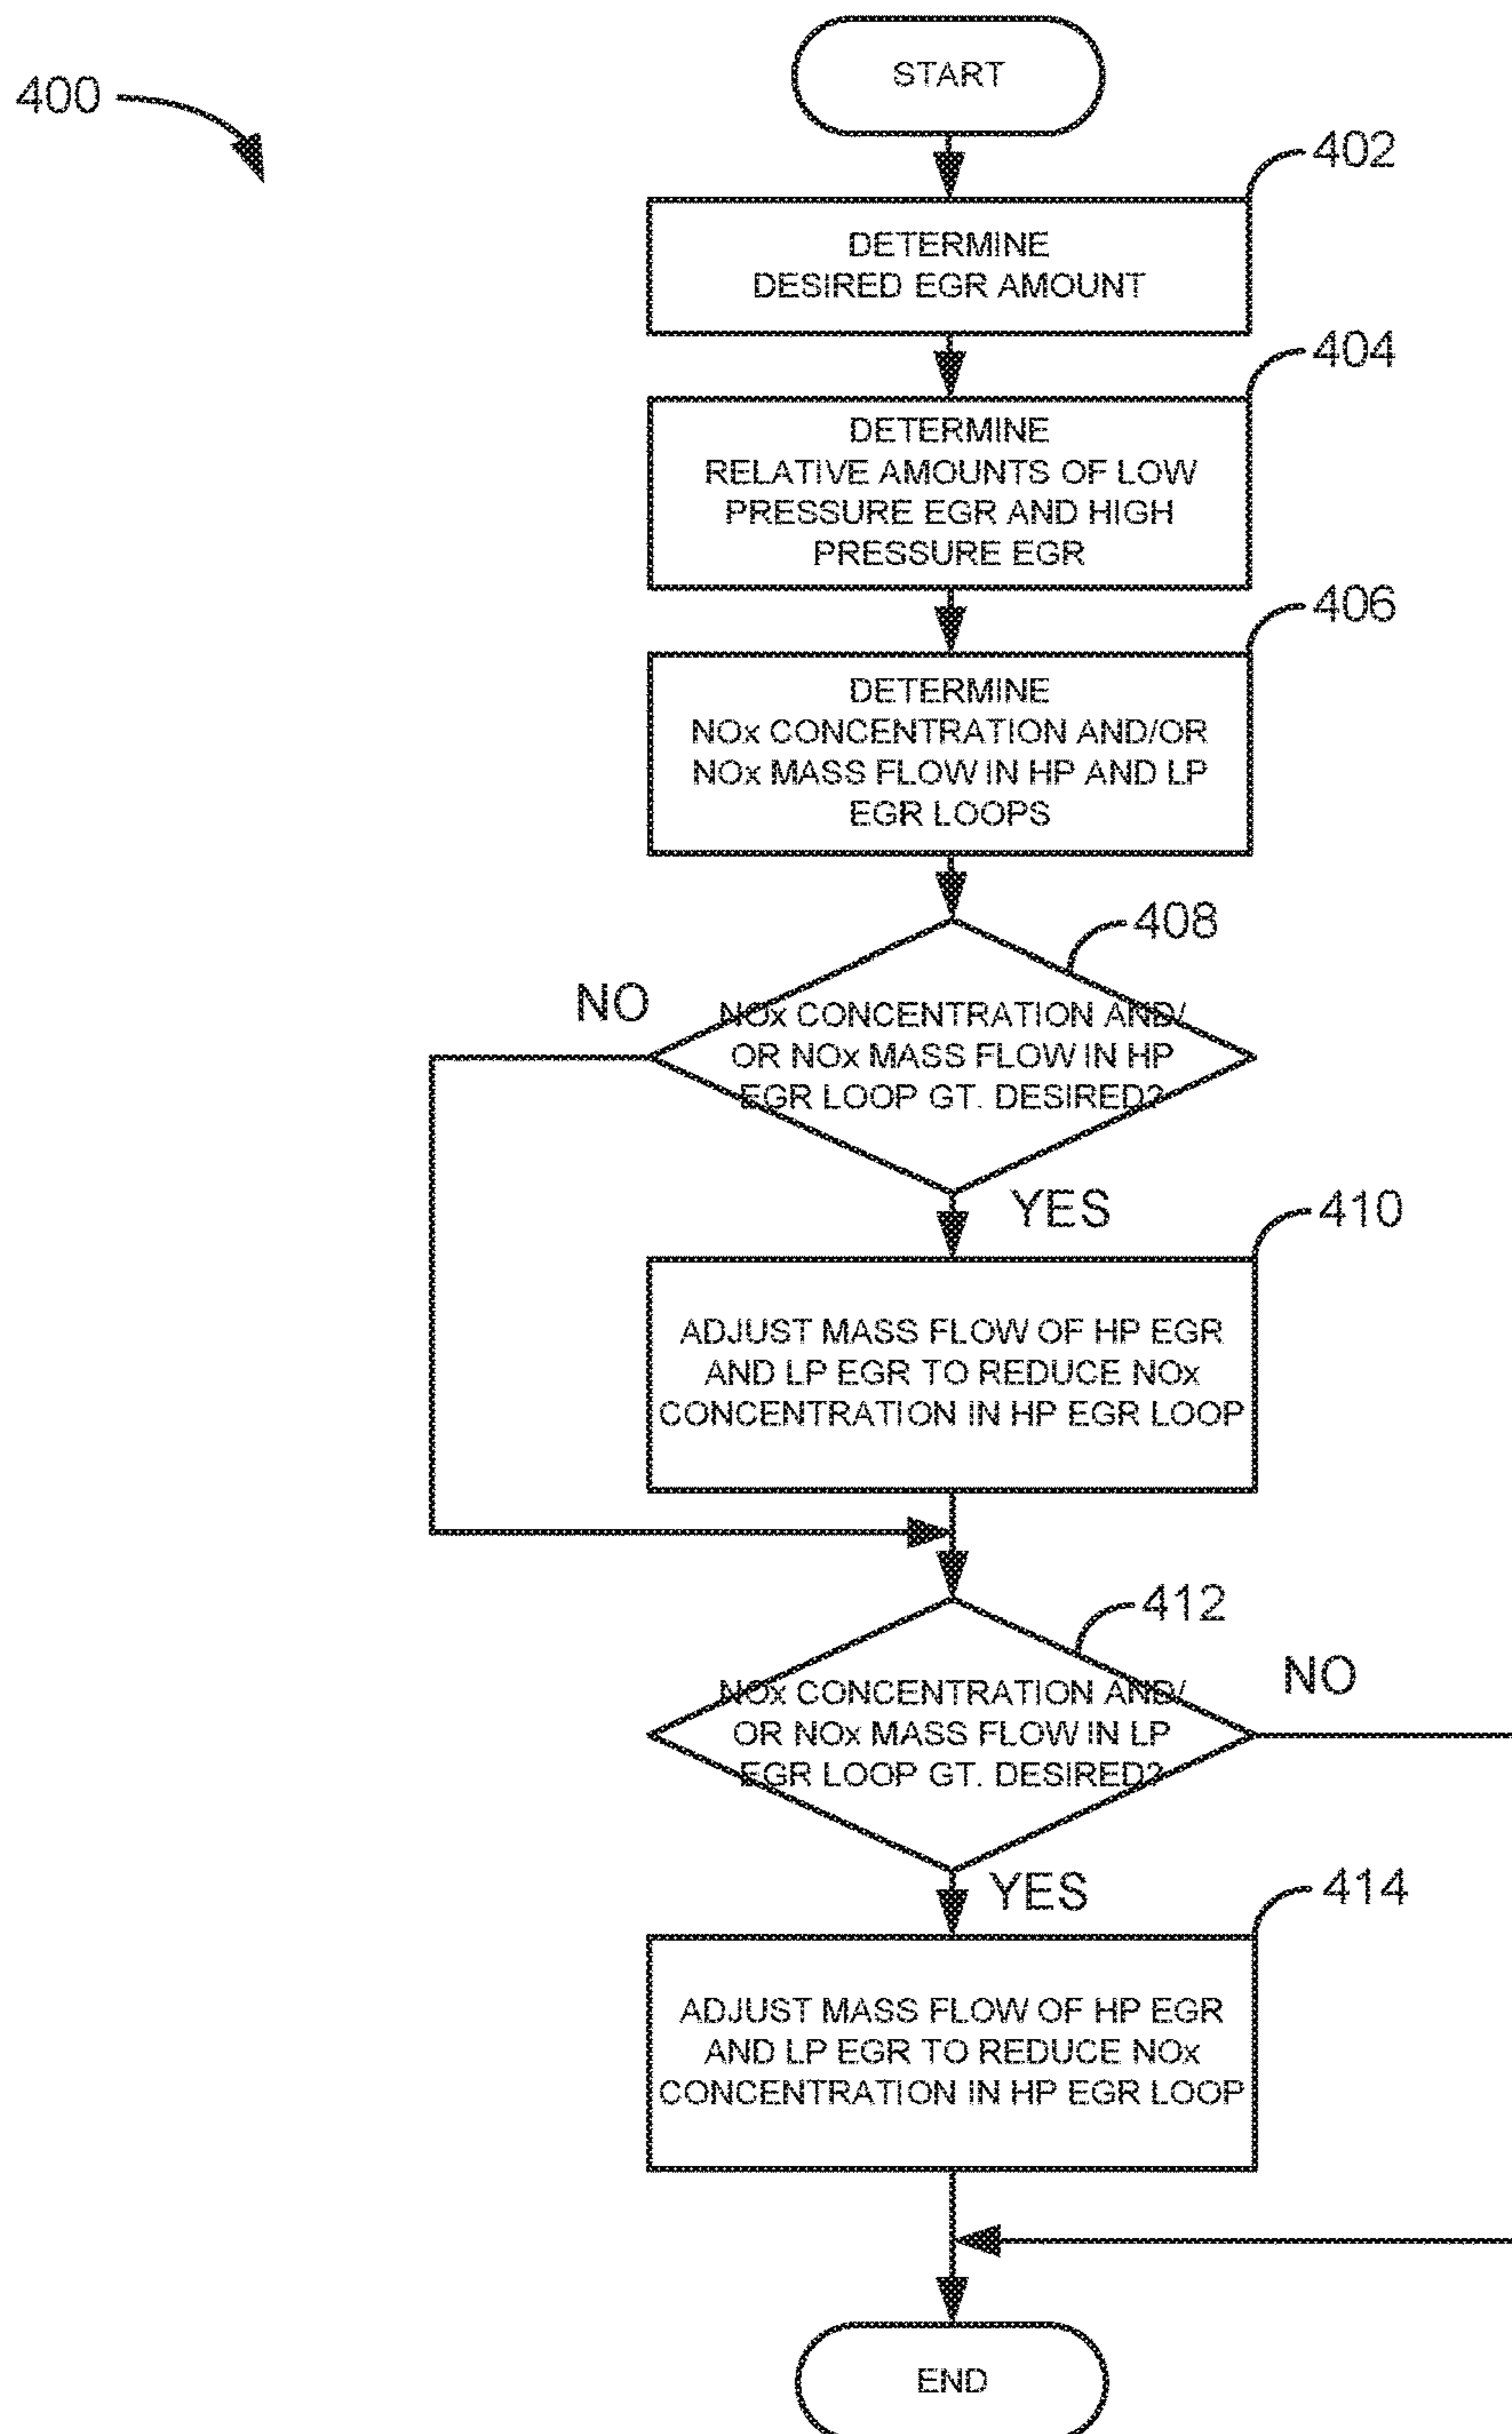 400
START
402
DETERMINE
DESIRED EGR AMOUNT
404
DETERMINE
RELATIVE AMOUNTS OF LOW
PRESSURE EGR AND HIGH
PRESSURE EGR
406
DETERMINE
NOx CONCENTRATION AND/OR
NOx MASS FLOW IN HP AND LP
EGR LOOPS
408
NO
NOx CONCENTRATION AND/
OR NOx MASS FLOW IN HP
EGR LOOP GT. DESIRED?
YES
410
ADJUST MASS FLOW OF HP EGR
AND LP EGR TO REDUCE NOx
CONCENTRATION IN HP EGR LOOP
412
NO
NOx CONCENTRATION AND/
OR NOx MASS FLOW IN LP
EGR LOOP GT. DESIRED?
YES
414
ADJUST MASS FLOW OF HP EGR
AND LP EGR TO REDUCE NOx
CONCENTRATION IN HP EGR LOOP
END